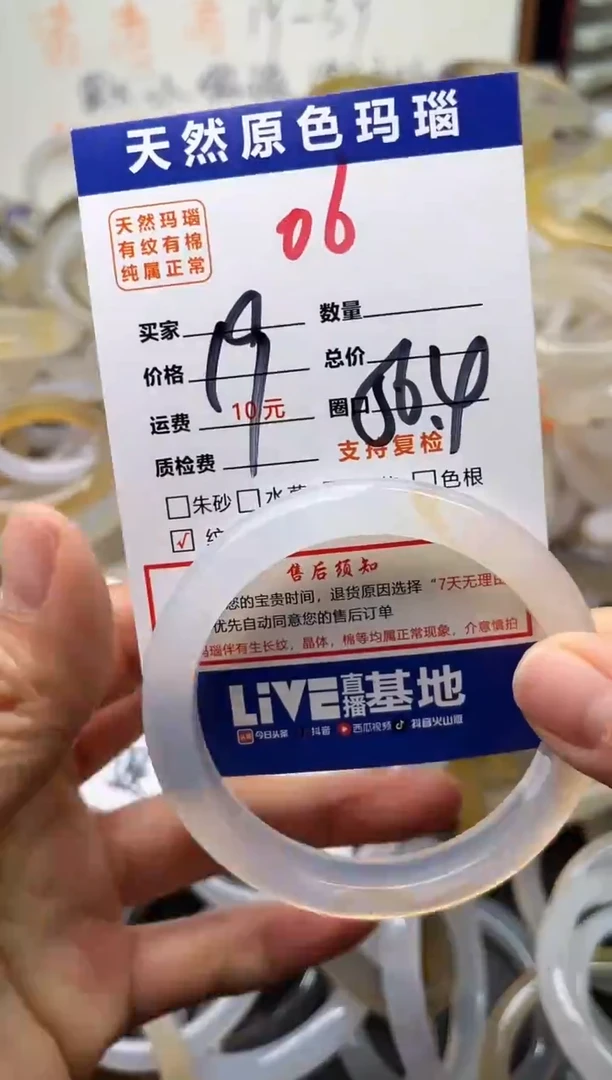 天然原色玛瑙
天然玛瑙
有纹有棉
纯属正常
06
买家 数量
价格 19 总价
运费 10元 圈口 56.4
质检费 支持复检
朱砂 色根
√
售后须知
您的宝贵时间，退货原因选择“7天无理由
优先自动同意您的售后订单
玛瑙伴有生长纹，晶体，棉等均属正常现象，介意慎拍
LiVE直播基地
今日头条 抖音 西瓜视频 抖音火山版